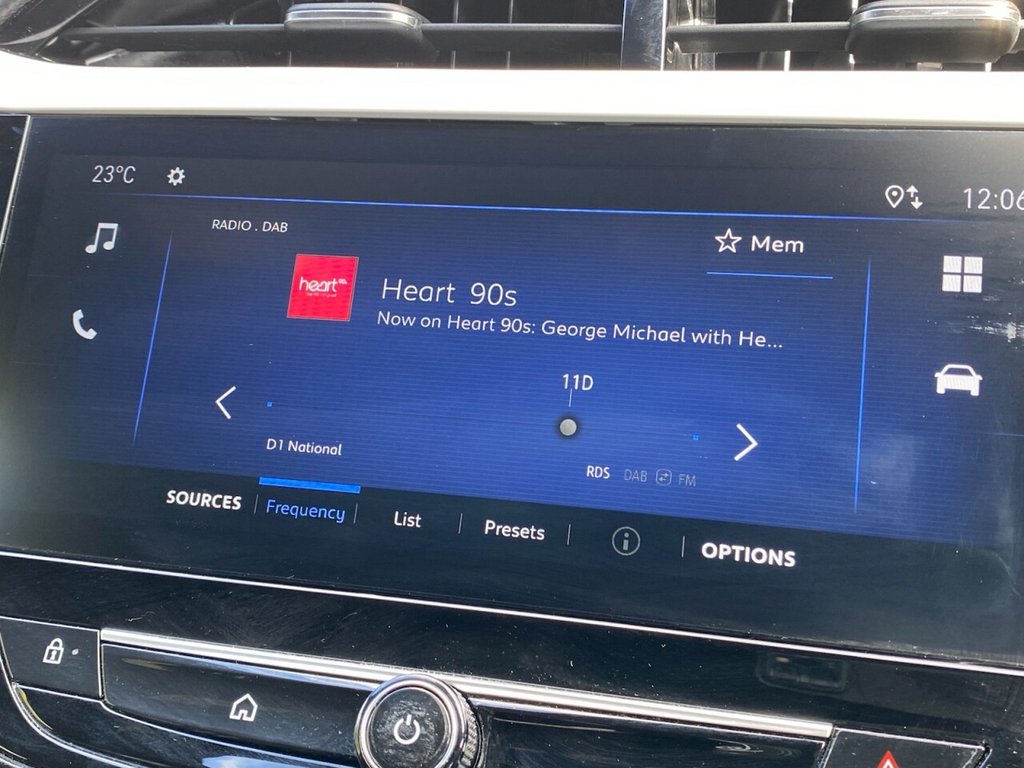 23°C
12:06
RADIO . DAB
Mem
heart 90s
Heart 90s
Now on Heart 90s: George Michael with He...
11D
D1 National
RDS DAB FM
SOURCES Frequency List Presets i OPTIONS